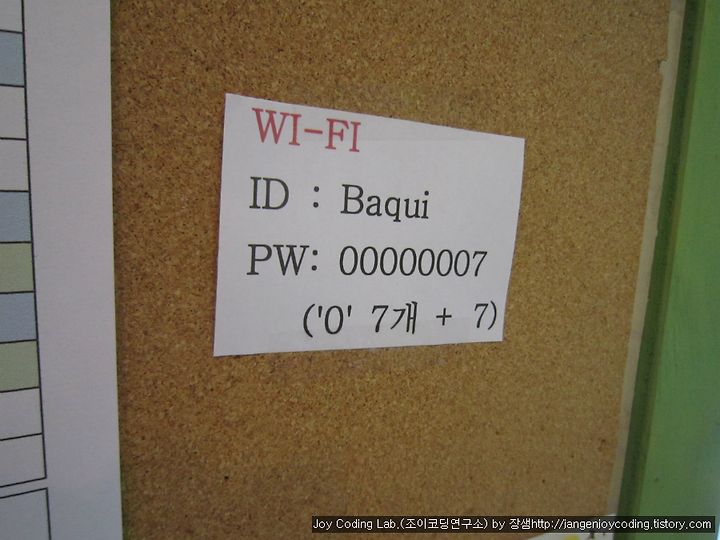 WI-FI
ID : Baqui
PW: 00000007
('0' 7개 + 7)
Joy Coding Lab.(조이코딩연구소) by 장샘http://jangenjoycoding.tistory.com